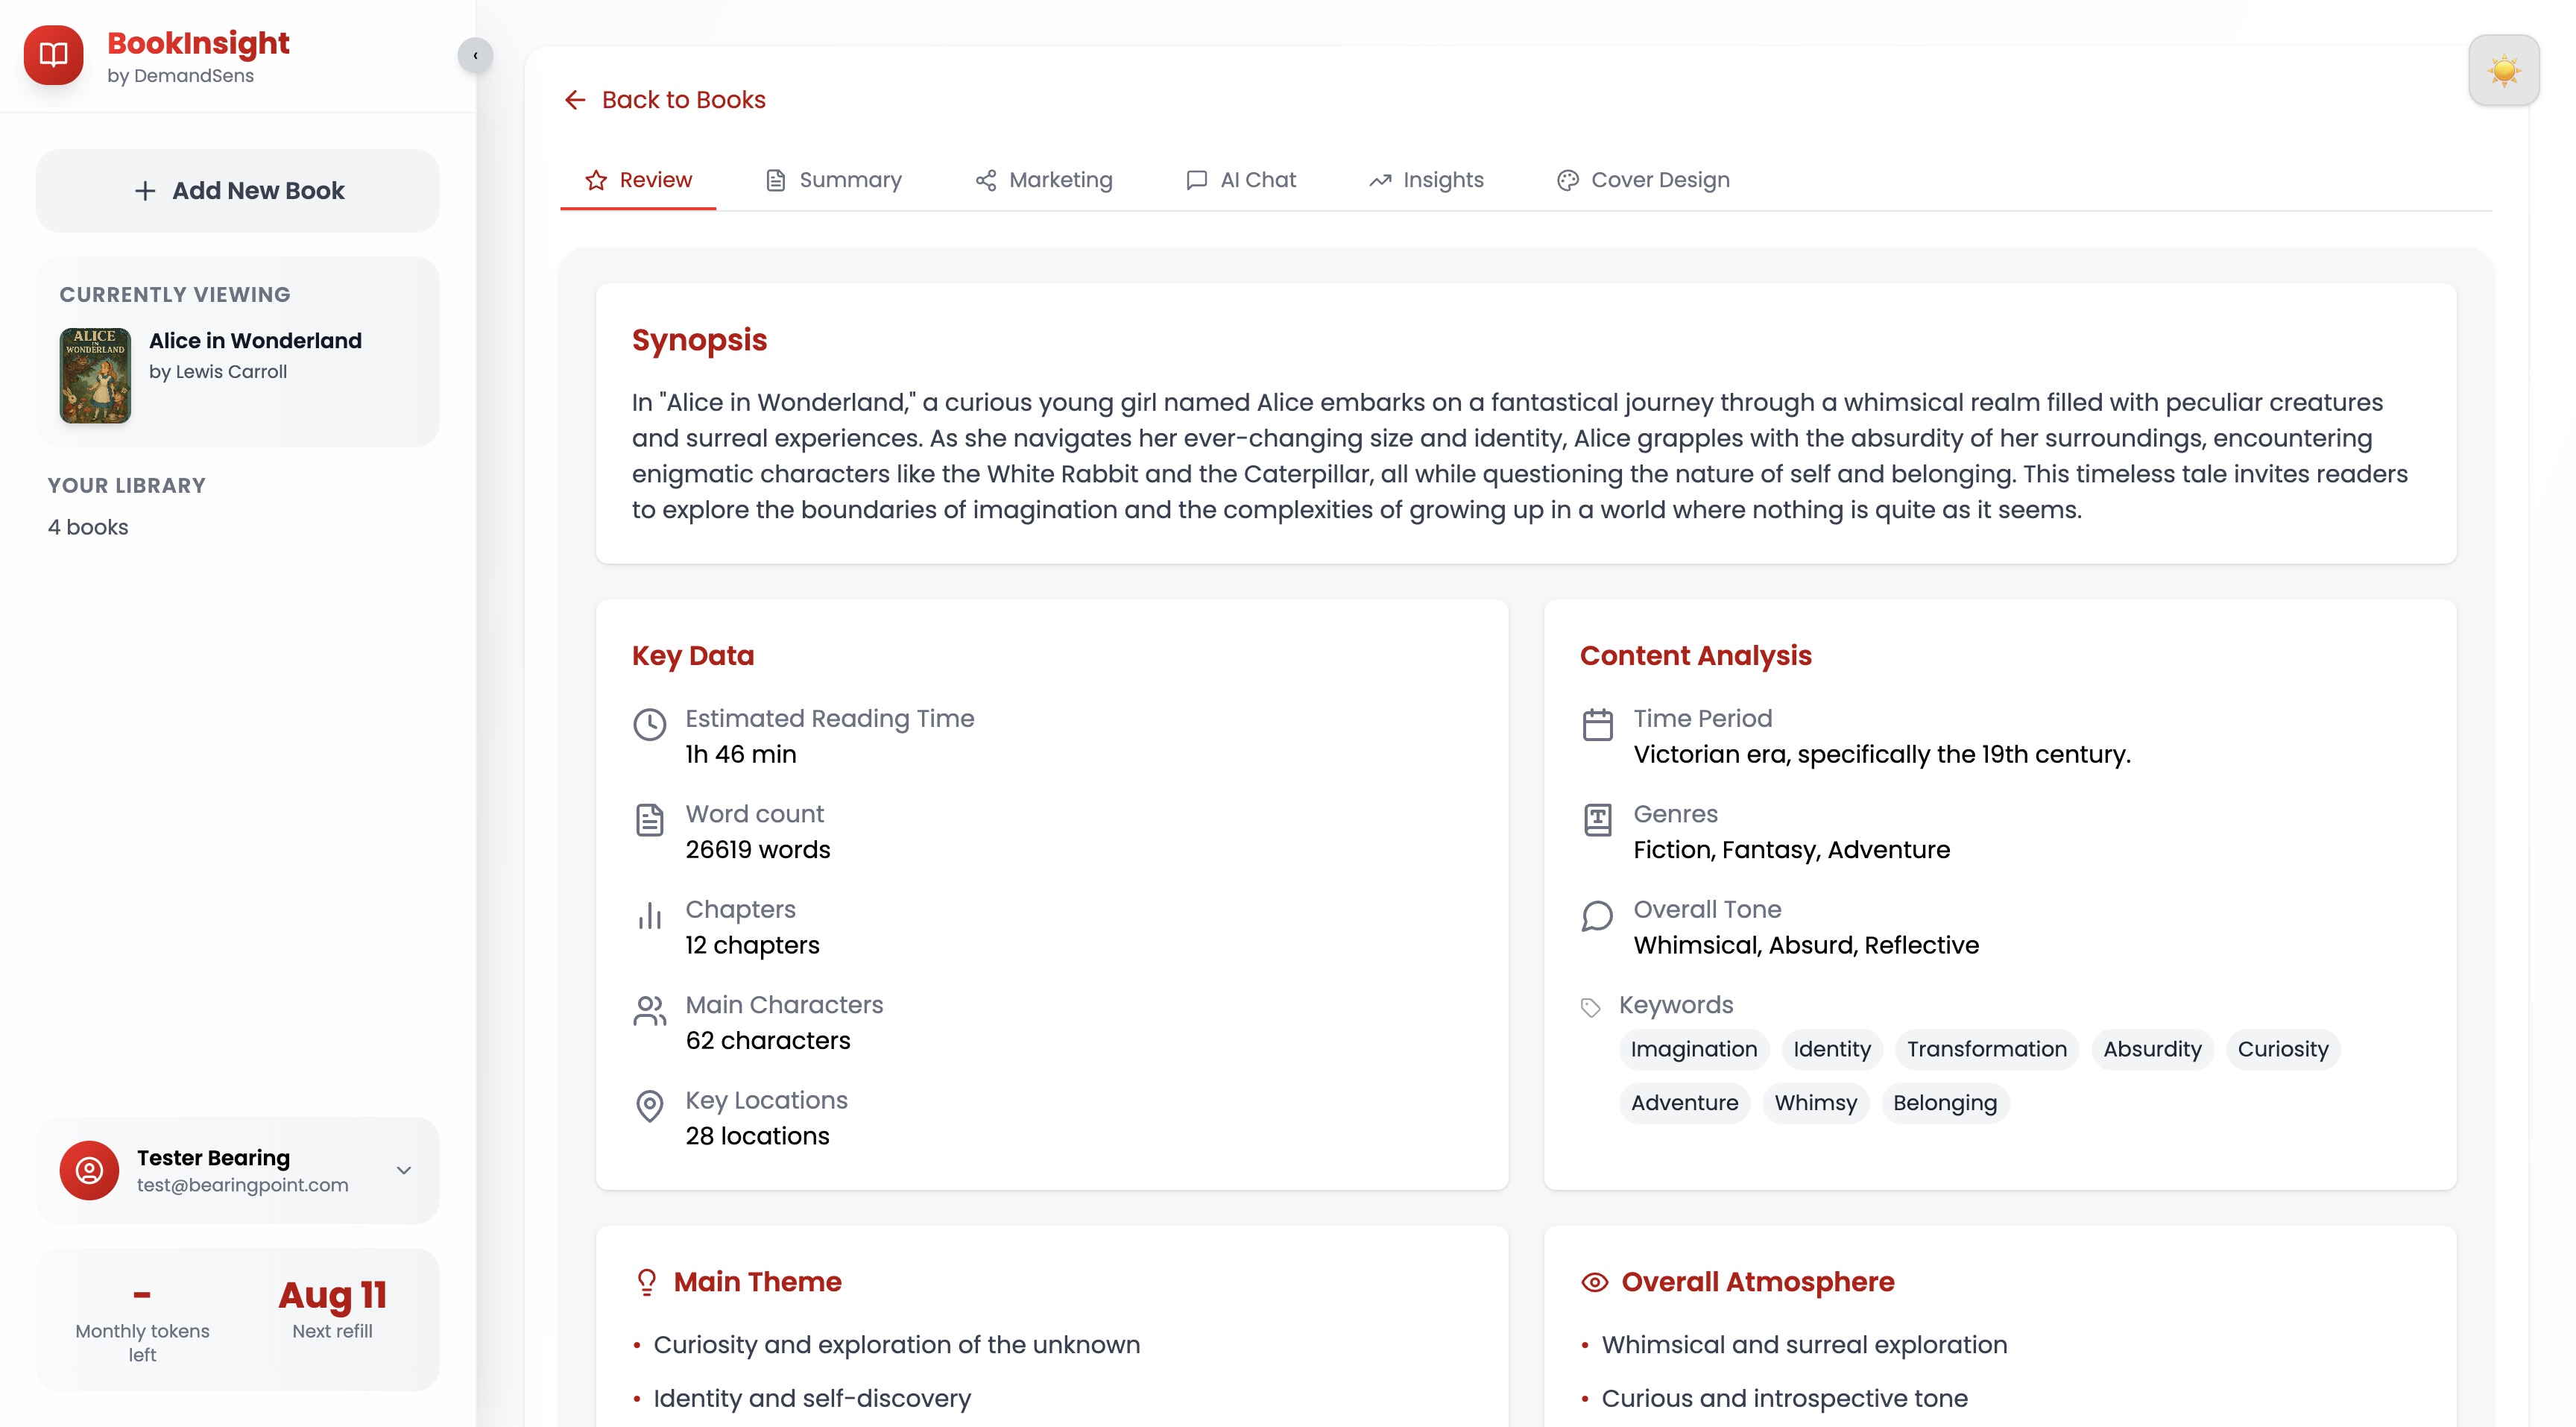 BookInsight
by DemandSens
Add New Book
CURRENTLY VIEWING
ALICE
IN
WONDERLAND
Alice in Wonderland
by Lewis Carroll
YOUR LIBRARY
4 books
Tester Bearing
test@bearingpoint.com
-
Monthly tokens
left
Aug 11
Next refill
Back to Books
Review
Summary
Marketing
AI Chat
Insights
Cover Design
Synopsis
In "Alice in Wonderland," a curious young girl named Alice embarks on a fantastical journey through a whimsical realm filled with peculiar creatures
and surreal experiences. As she navigates her ever-changing size and identity, Alice grapples with the absurdity of her surroundings, encountering
enigmatic characters like the White Rabbit and the Caterpillar, all while questioning the nature of self and belonging. This timeless tale invites readers
to explore the boundaries of imagination and the complexities of growing up in a world where nothing is quite as it seems.
Key Data
Estimated Reading Time
1h 46 min
Word count
26619 words
Chapters
12 chapters
Main Characters
62 characters
Key Locations
28 locations
Content Analysis
Time Period
Victorian era, specifically the 19th century.
Genres
Fiction, Fantasy, Adventure
Overall Tone
Whimsical, Absurd, Reflective
Keywords
Imagination Identity Transformation Absurdity Curiosity
Adventure Whimsy Belonging
Main Theme
• Curiosity and exploration of the unknown
• Identity and self-discovery
Overall Atmosphere
• Whimsical and surreal exploration
• Curious and introspective tone